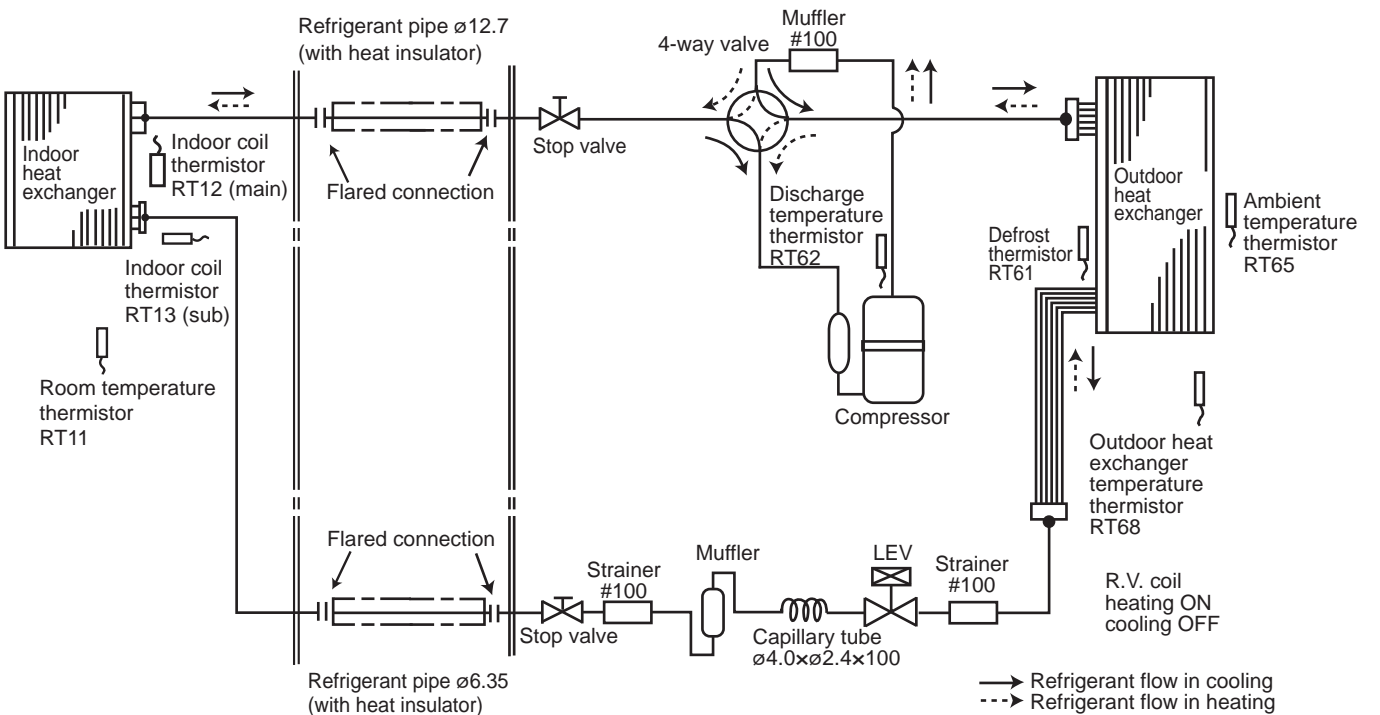 Refrigerant pipe ø12.7
(with heat insulator)
Muffler
#100
4-way valve
Indoor
heat
exchanger
Indoor coil
thermistor
RT12 (main)
Flared connection
Stop valve
Discharge
temperature
thermistor
RT62
Outdoor
heat
exchanger
Defrost
thermistor
RT61
Ambient
temperature
thermistor
RT65
Indoor coil
thermistor
RT13 (sub)
Room temperature
thermistor
RT11
Compressor
Outdoor heat
exchanger
temperature
thermistor
RT68
Flared connection
Stop valve
Strainer
#100
Muffler
Capillary tube
ø4.0×ø2.4×100
LEV
Strainer
#100
R.V. coil
heating ON
cooling OFF
Refrigerant pipe ø6.35
(with heat insulator)
Refrigerant flow in cooling
Refrigerant flow in heating